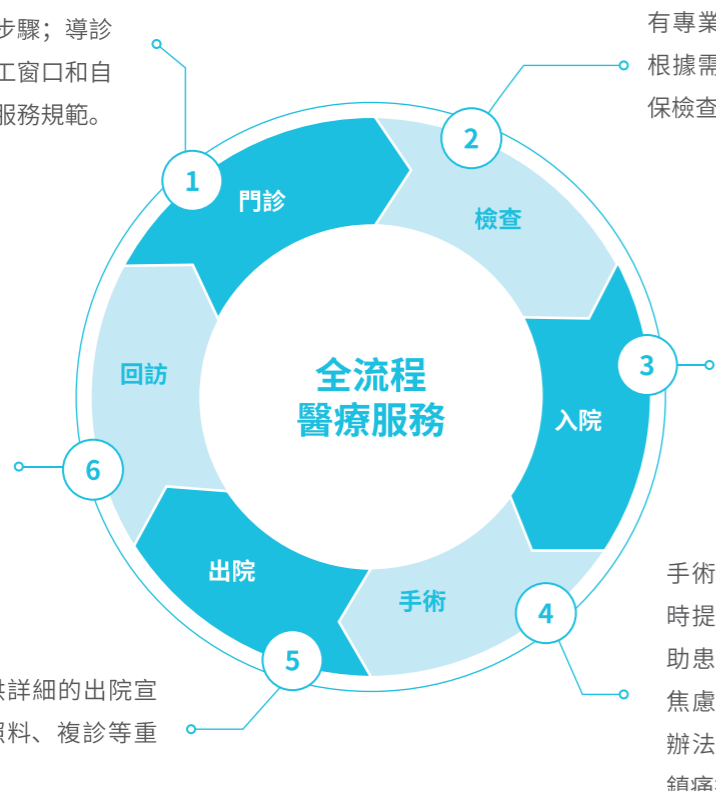 步驟；導診
工窗口和自
服務規範。
有專業
根據需
保檢查
1
門診
2
檢查
3
入院
全流程
醫療服務
回訪
6
出院
5
手術
4
手術
時提
助患
焦慮
辦法
鎮痛
供詳細的出院宣
照料、複診等重